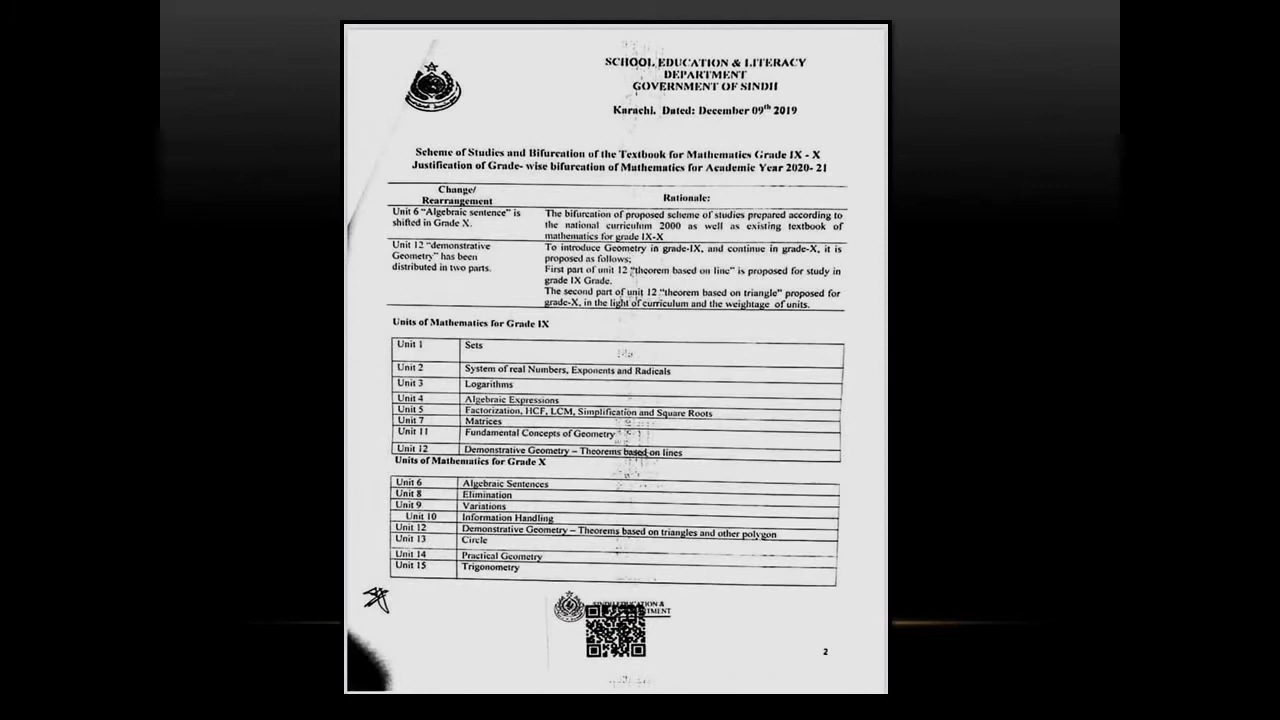 SCHOOL EDUCATION & LITERACY
DEPARTMENT
GOVERNMENT OF SINDH
Karachi. Dated: December 09th 2019
Scheme of Studies and Bifurcation of the Textbook for Mathematics Grade IX - X
Justification of Grade- wise bifurcation of Mathematics for Academic Year 2020- 21
Change/
Rearrangement
Rationale:
Unit 6 "Algebraic sentence" is
shifted in Grade X.
The bifurcation of proposed scheme of studies prepared according to
the national curriculum 2000 as well as existing textbook of
mathematics for grade IX-X
Unit 12 "demonstrative
Geometry" has been
distributed in two parts.
To introduce Geometry in grade-IX, and continue in grade-X, it is
proposed as follows;
First part of unit 12 "theorem based on line" is proposed for study in
grade IX Grade.
The second part of unit 12 "theorem based on triangle" proposed for
grade-X, in the light of curriculum and the weightage of units.
Units of Mathematics for Grade IX
Unit 1 Sets
Unit 2 System of real Numbers, Exponents and Radicals
Unit 3 Logarithms
Unit 4 Algebraic Expressions
Unit 5 Factorization, HCF, LCM, Simplification and Square Roots
Unit 7 Matrices
Unit 11 Fundamental Concepts of Geometry
Unit 12 Demonstrative Geometry – Theorems based on lines
Units of Mathematics for Grade X
Unit 6 Algebraic Sentences
Unit 8 Elimination
Unit 9 Variations
Unit 10 Information Handling
Unit 12 Demonstrative Geometry – Theorems based on triangles and other polygon
Unit 13 Circle
Unit 14 Practical Geometry
Unit 15 Trigonometry
2